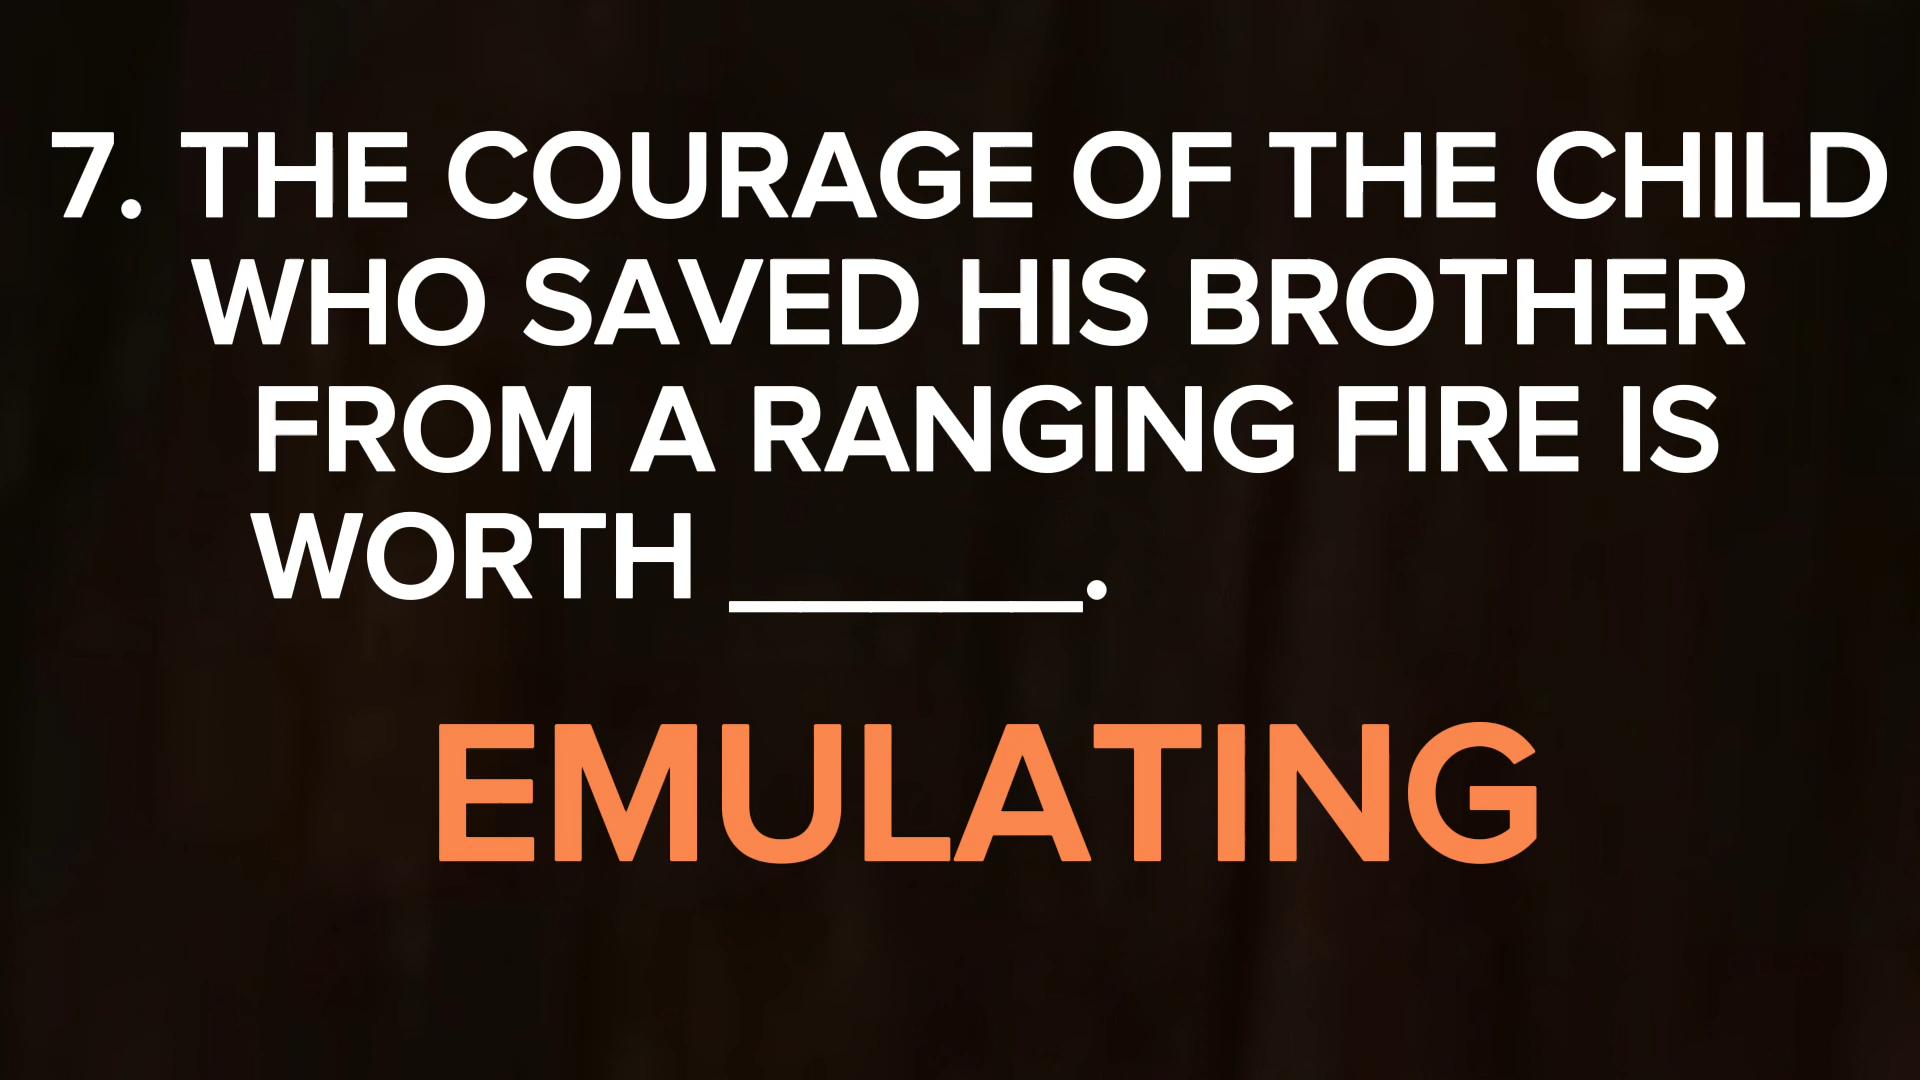 7. THE COURAGE OF THE CHILD
WHO SAVED HIS BROTHER
FROM A RANGING FIRE IS
WORTH ______.
EMULATING